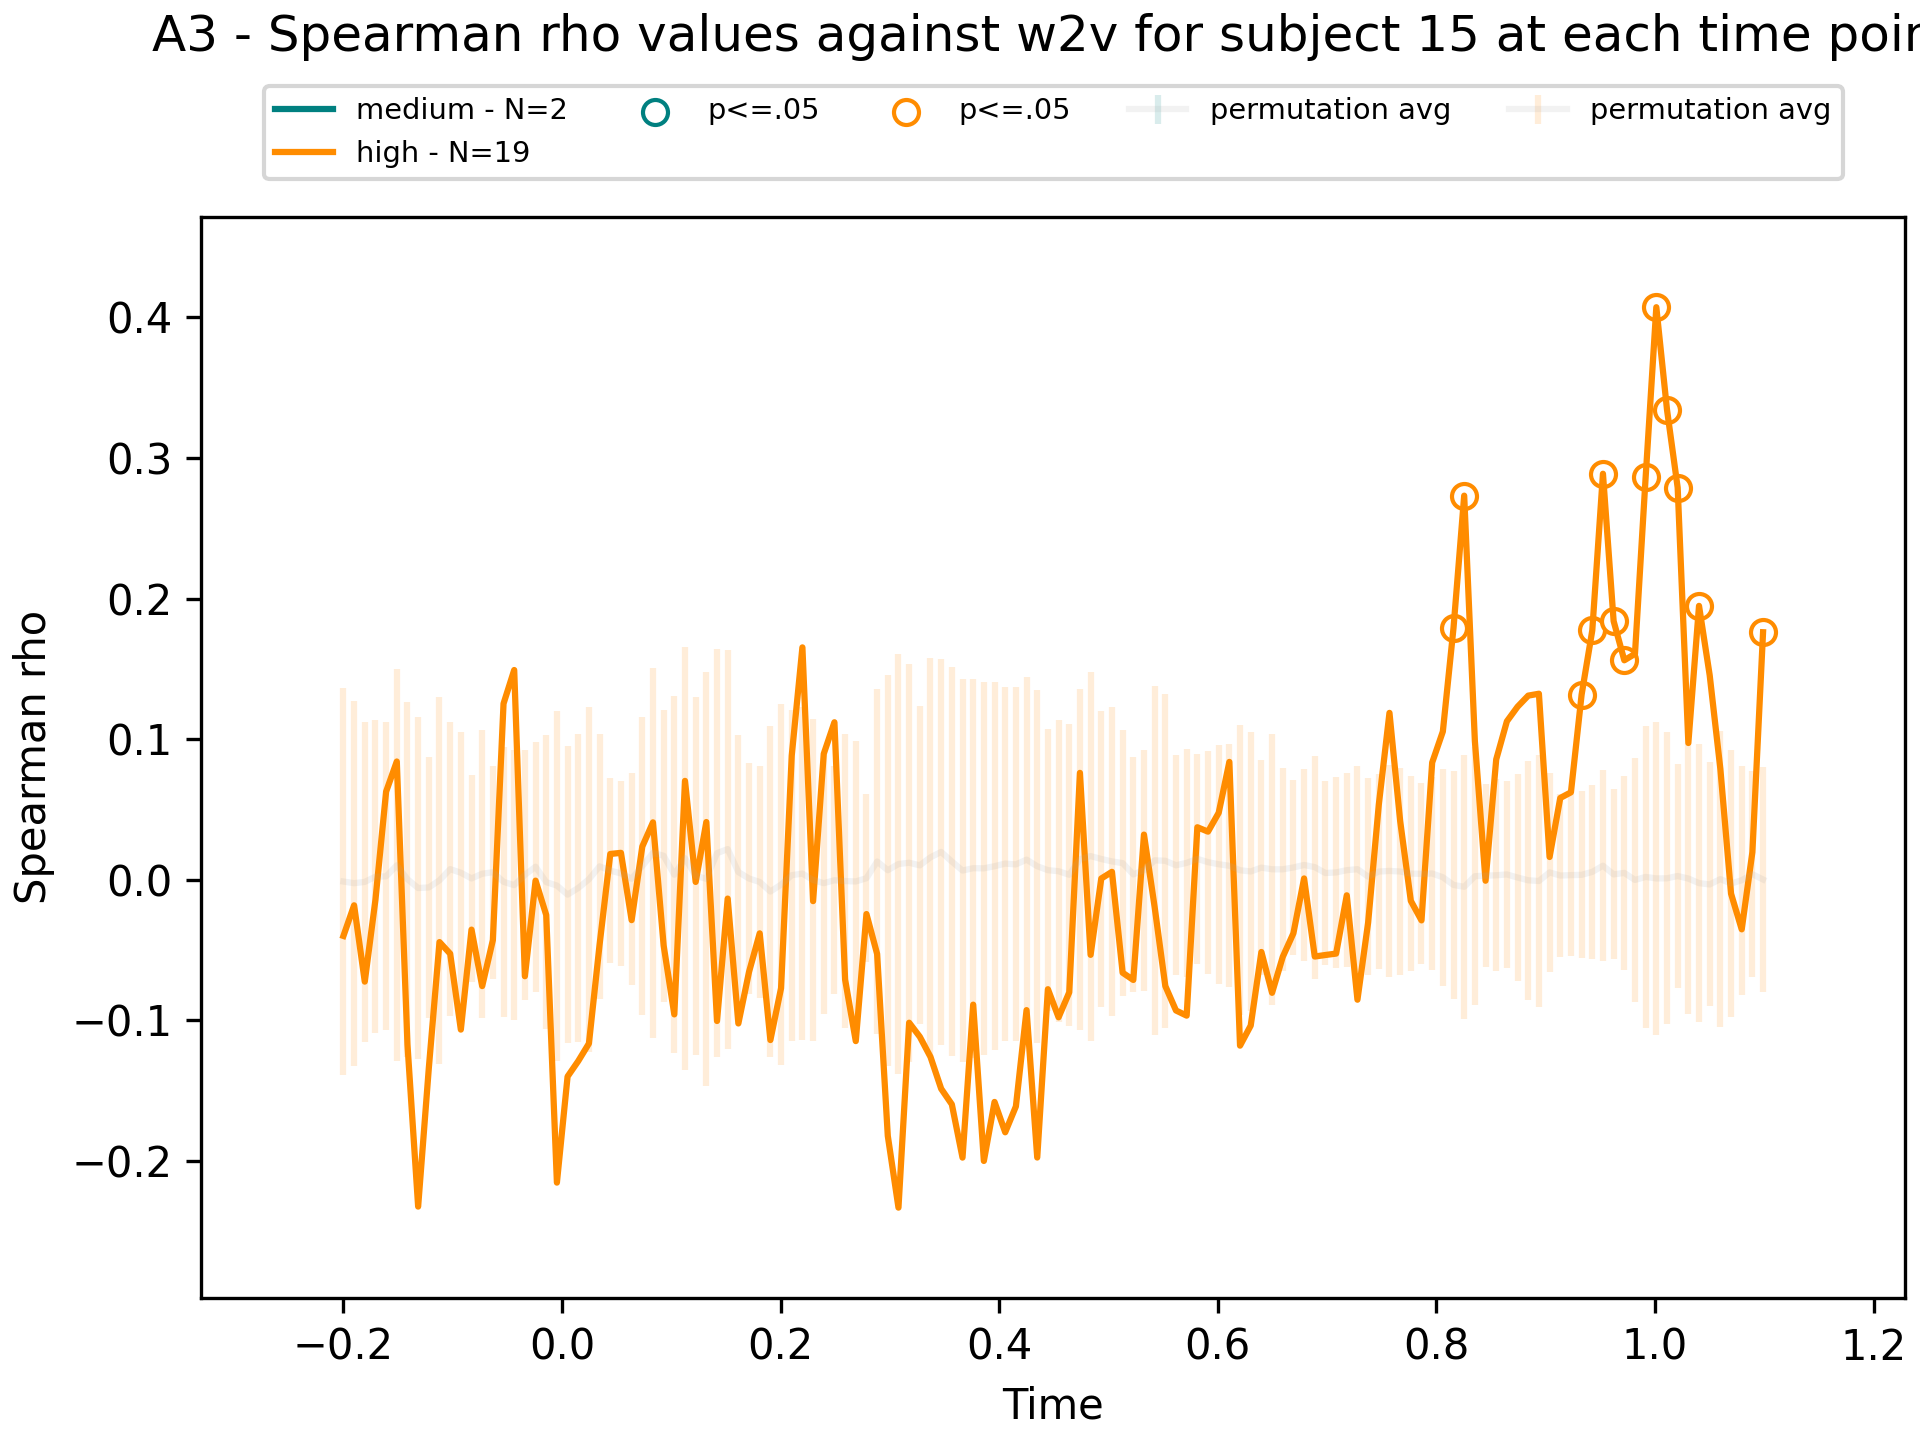 A3 - Spearman rho values against w2v for subject 15 at each time poin
medium - N=2
high - N=19
p<=.05
p<=.05
permutation avg
permutation avg
Spearman rho
0.4
0.3
0.2
0.1
0.0
−0.1
−0.2
−0.2 0.0 0.2 0.4 0.6 0.8 1.0 1.2
Time